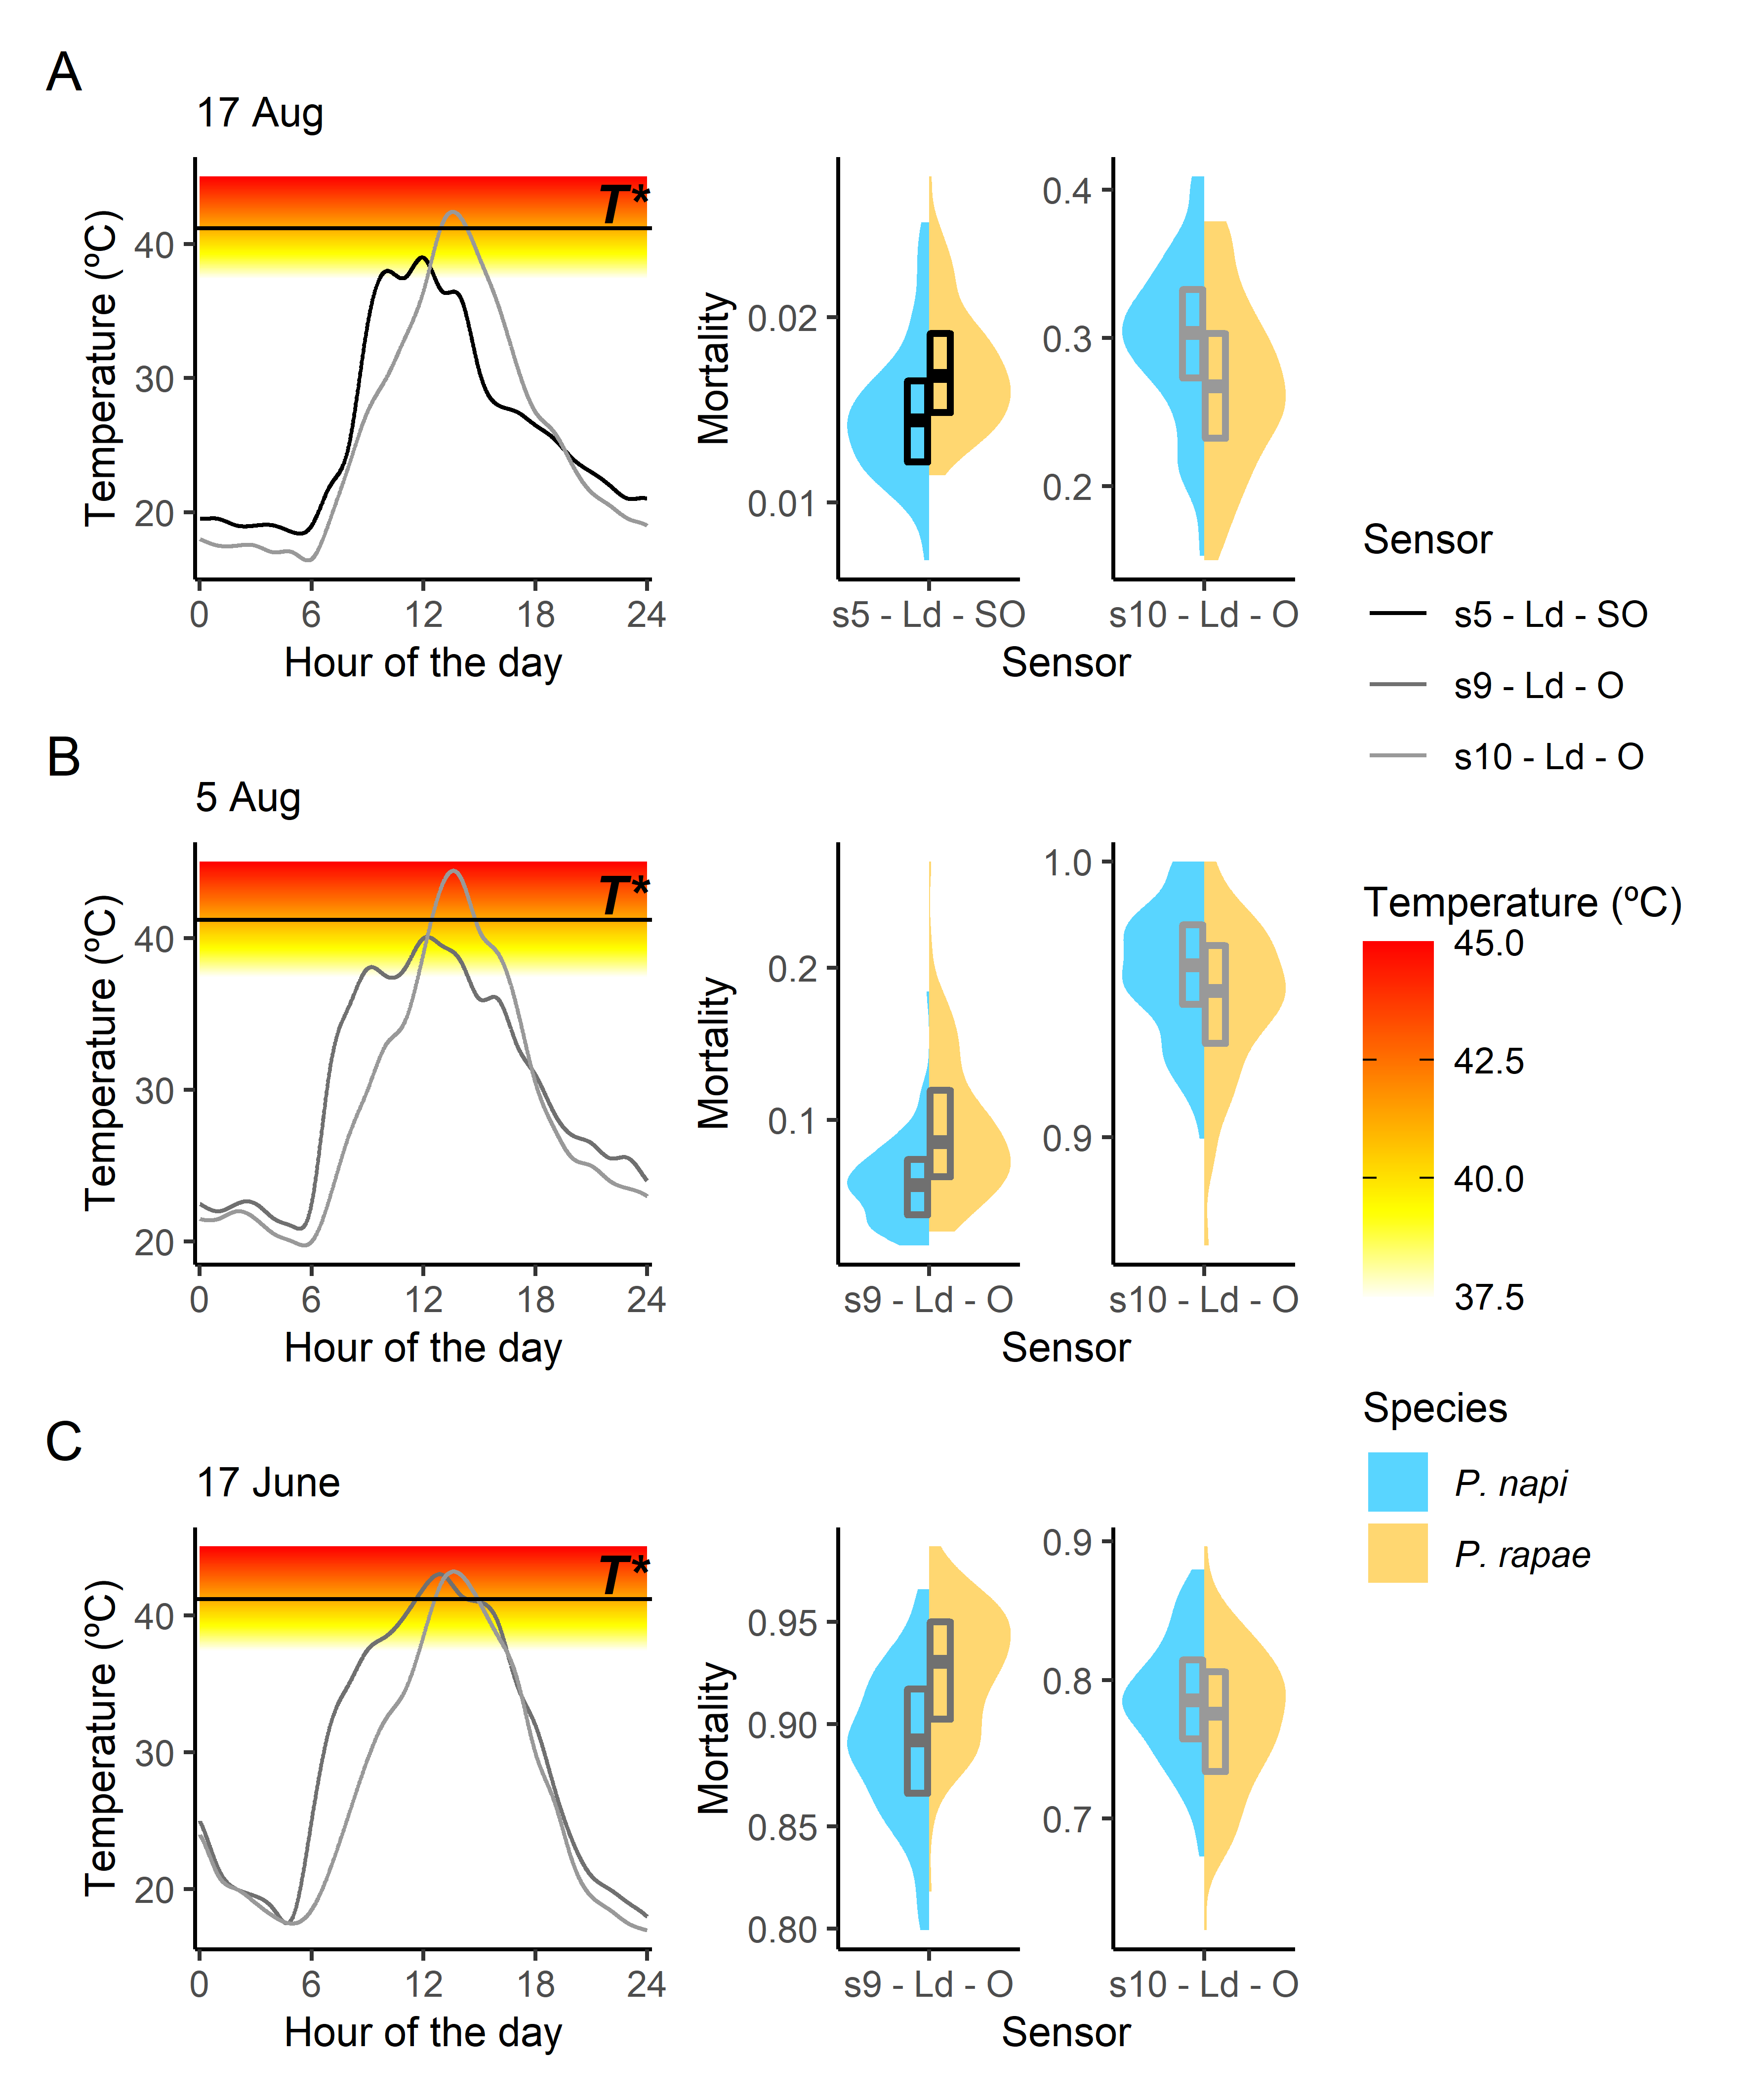 A
17 Aug
T*
Temperature (ºC)
40
30
20
0 6 12 18 24
Hour of the day
Mortality
0.02
0.01
s5 - Ld - SO
0.4
0.3
0.2
s10 - Ld - O
Sensor
Sensor
s5 - Ld - SO
s9 - Ld - O
s10 - Ld - O
B
5 Aug
T*
Temperature (ºC)
40
30
20
0 6 12 18 24
Hour of the day
Mortality
0.2
0.1
s9 - Ld - O
1.0
0.9
s10 - Ld - O
Sensor
Temperature (ºC)
45.0
42.5
40.0
37.5
Species
P. napi
P. rapae
C
17 June
T*
Temperature (ºC)
40
30
20
0 6 12 18 24
Hour of the day
Mortality
0.95
0.90
0.85
0.80
s9 - Ld - O
0.9
0.8
0.7
s10 - Ld - O
Sensor